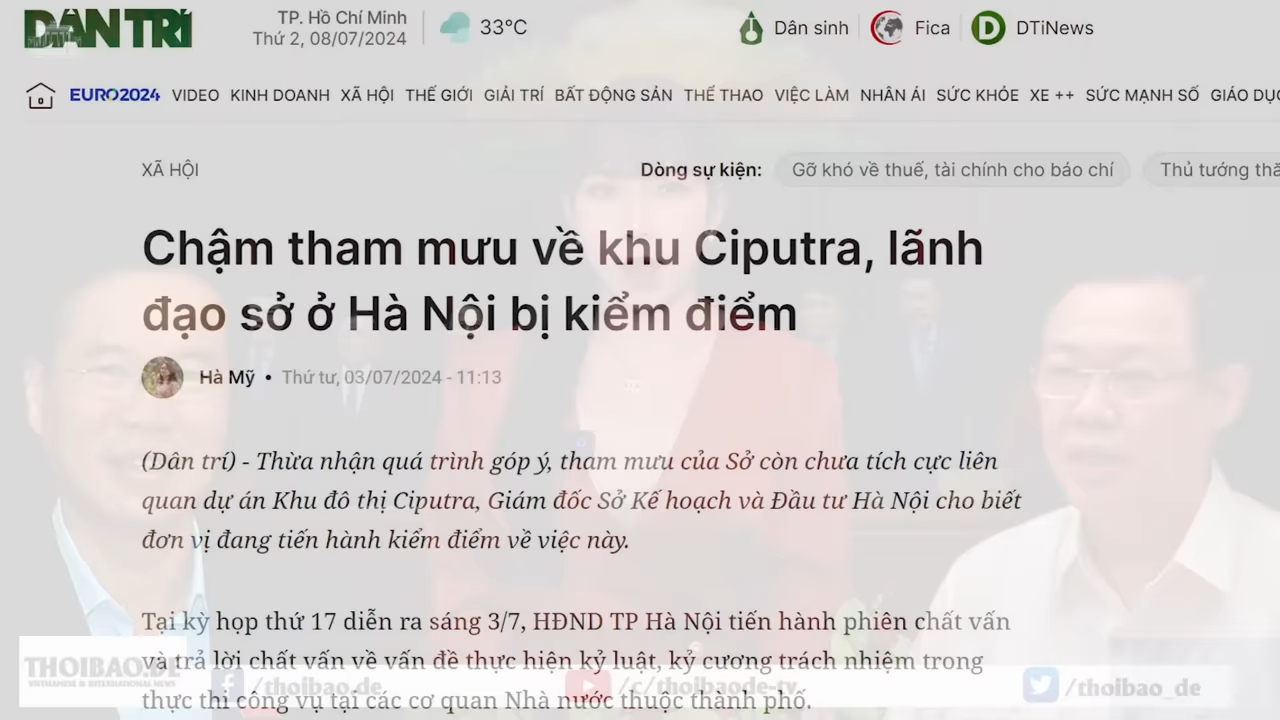 DÂN TRÍ
TP. Hồ Chí Minh
Thứ 2, 08/07/2024
33°C
Dân sinh
Fica
DTiNews
EURO2024 VIDEO KINH DOANH XÃ HỘI THẾ GIỚI GIẢI TRÍ BẤT ĐỘNG SẢN THỂ THAO VIỆC LÀM NHÂN ÁI SỨC KHỎE XE ++ SỨC MẠNH SỐ GIÁO DỤC
XÃ HỘI
Dòng sự kiện: Gỡ khó về thuế, tài chính cho báo chí Thủ tướng
Chậm tham mưu về khu Ciputra, lãnh
đạo sở ở Hà Nội bị kiểm điểm
Hà Mỹ • Thứ tư, 03/07/2024 - 11:13
(Dân trí) - Thừa nhận quá trình góp ý, tham mưu của Sở còn chưa tích cực liên
quan dự án Khu đô thị Ciputra, Giám đốc Sở Kế hoạch và Đầu tư Hà Nội cho biết
đơn vị đang tiến hành kiểm điểm về việc này.
Tại kỳ họp thứ 17 diễn ra sáng 3/7, HĐND TP Hà Nội tiến hành phiên chất vấn
và trả lời chất vấn về vấn đề thực hiện kỷ luật, kỷ cương trách nhiệm trong
thực thi công vụ tại các cơ quan Nhà nước thuộc thành phố.
THOIBAO.DE
VIETNAMESE & INTERNATIONAL NEWS
/thoibao.de
/c/thoibaode-tv
/thoibao_de